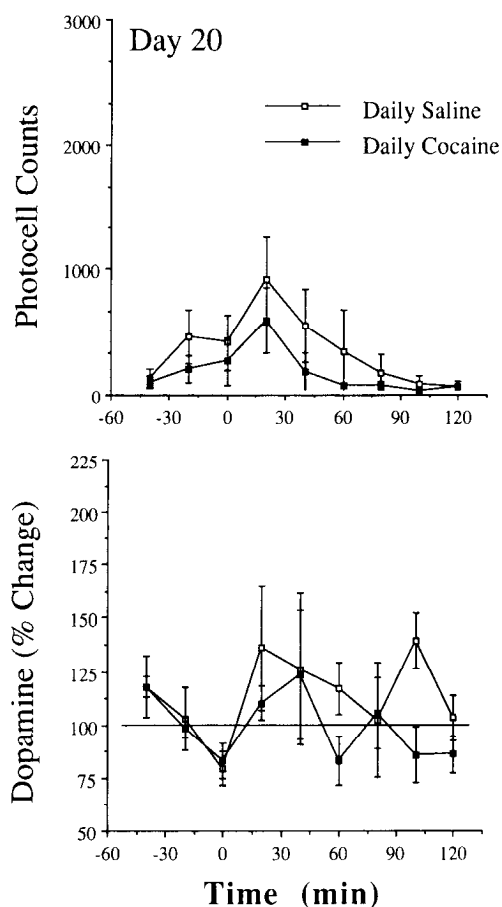 Day 20
3000
2000
1000
0
Photocell Counts
Daily Saline
Daily Cocaine
-60 -30 0 30 60 90 120
225
200
175
150
125
100
75
50
Dopamine (% Change)
-60 -30 0 30 60 90 120
Time (min)